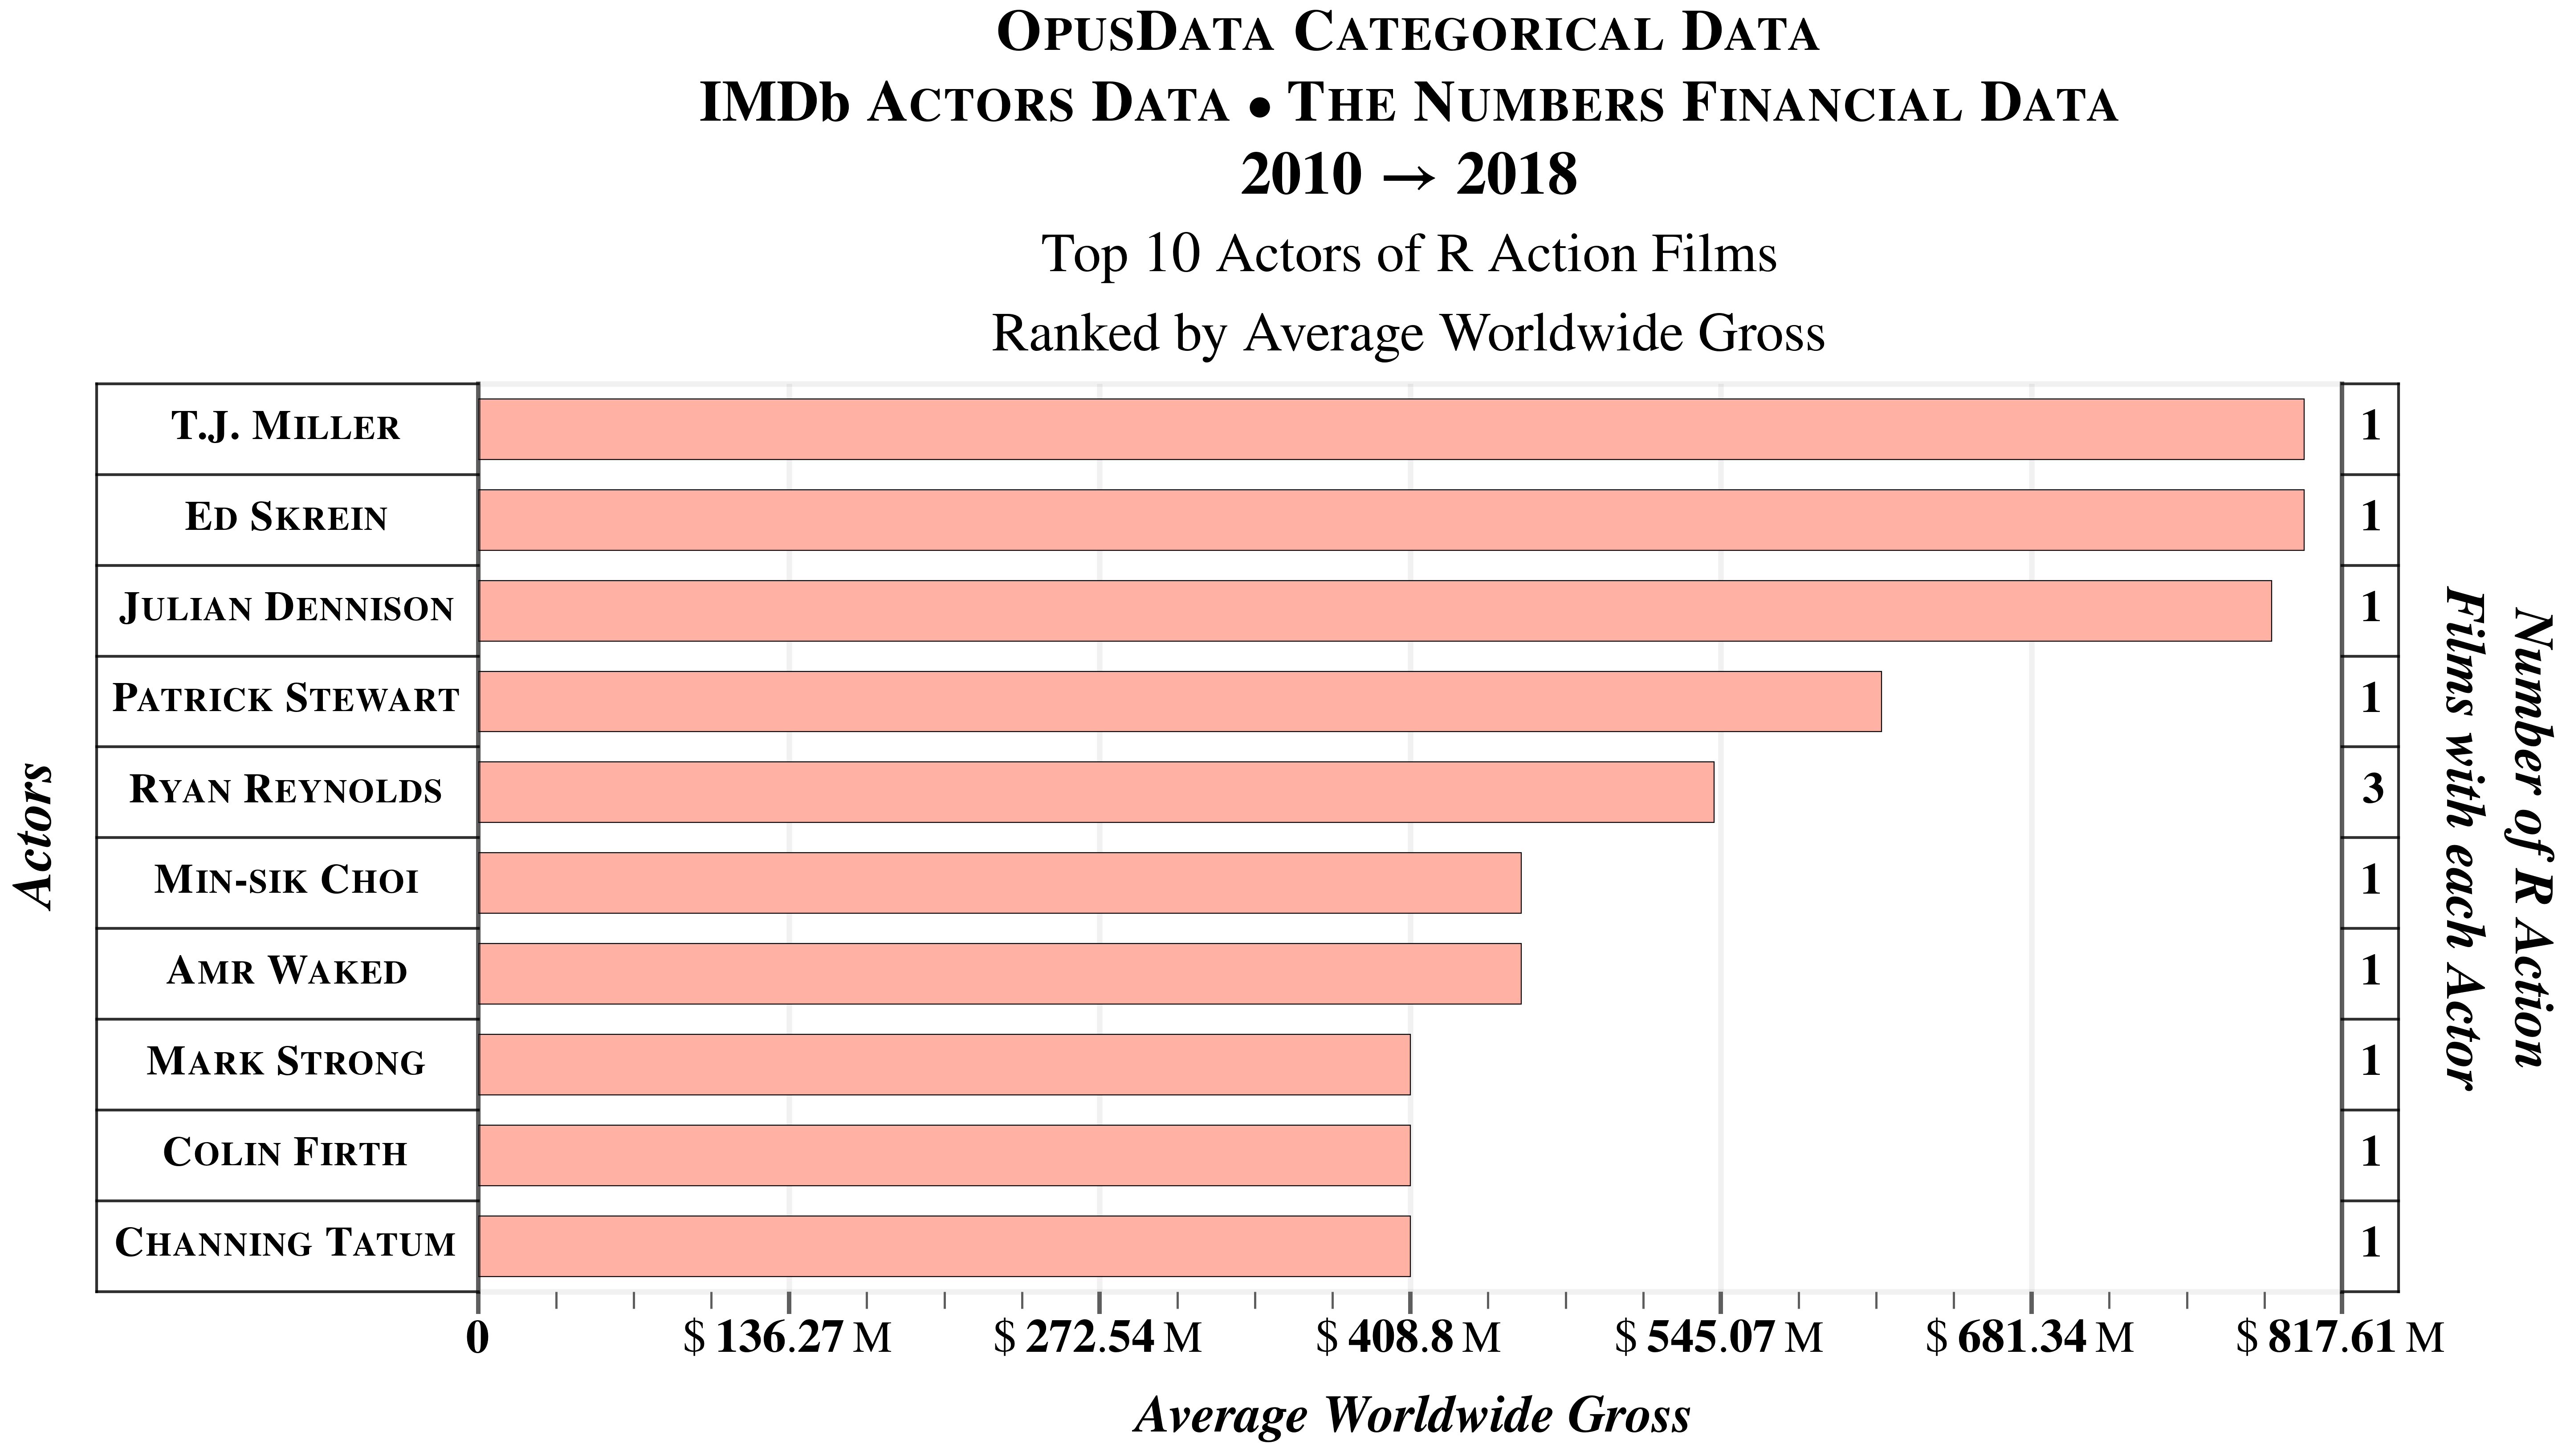 OpusData Categorical Data
IMDb Actors Data • The Numbers Financial Data
2010 → 2018
Top 10 Actors of R Action Films
Ranked by Average Worldwide Gross
Actors
T.J. Miller 1
Ed Skrein 1
Julian Dennison 1
Patrick Stewart 1
Ryan Reynolds 3
Min-sik Choi 1
Amr Waked 1
Mark Strong 1
Colin Firth 1
Channing Tatum 1
Number of R Action
Films with each Actor
0 $ 136.27 M $ 272.54 M $ 408.8 M $ 545.07 M $ 681.34 M $ 817.61 M
Average Worldwide Gross